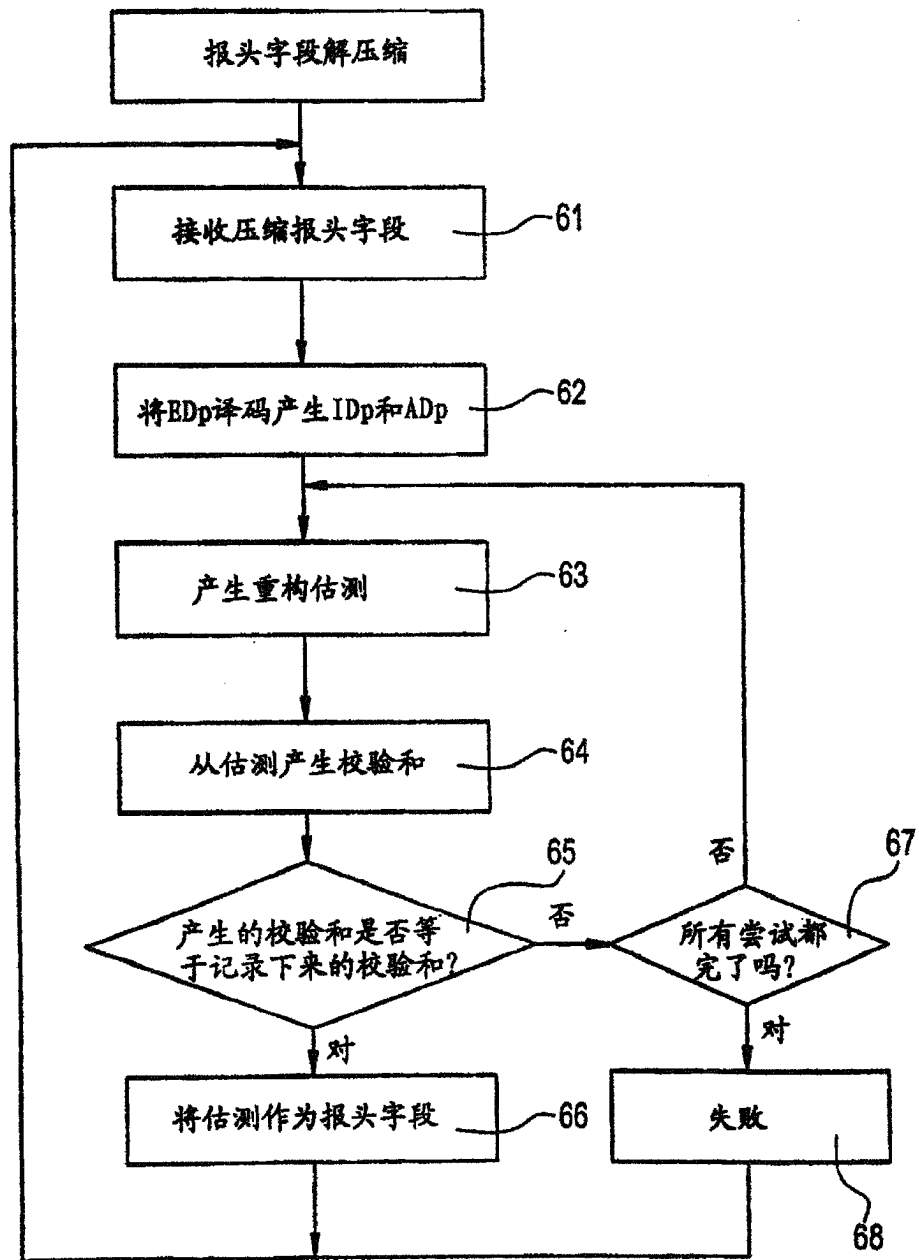 报头字段解压缩
接收压缩报头字段
61
将EDp译码产生IDp和ADp
62
产生重构估测
63
从估测产生校验和
64
产生的校验和是否等
于记录下来的校验和?
65
否
所有尝试都
完了吗?
67
否
对
将估测作为报头字段
66
对
失败
68